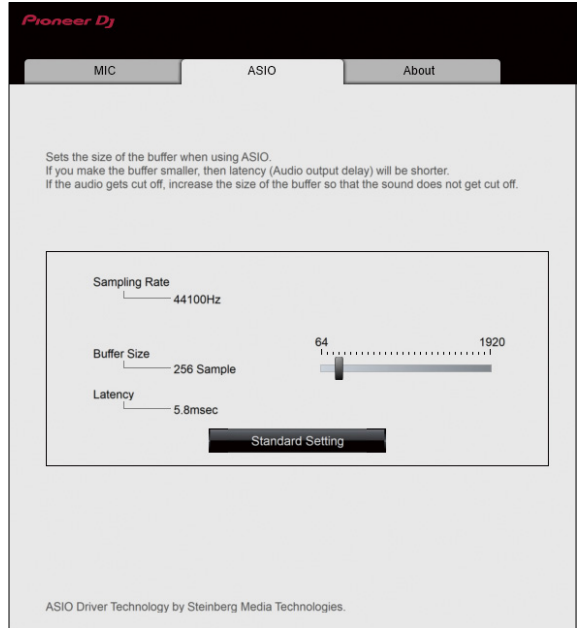 Pioneer Dj
MIC
ASIO
About
Sets the size of the buffer when using ASIO.
If you make the buffer smaller, then latency (Audio output delay) will be shorter.
If the audio gets cut off, increase the size of the buffer so that the sound does not get cut off.
Sampling Rate
44100Hz
Buffer Size
256 Sample
64
1920
Latency
5.8msec
Standard Setting
ASIO Driver Technology by Steinberg Media Technologies.